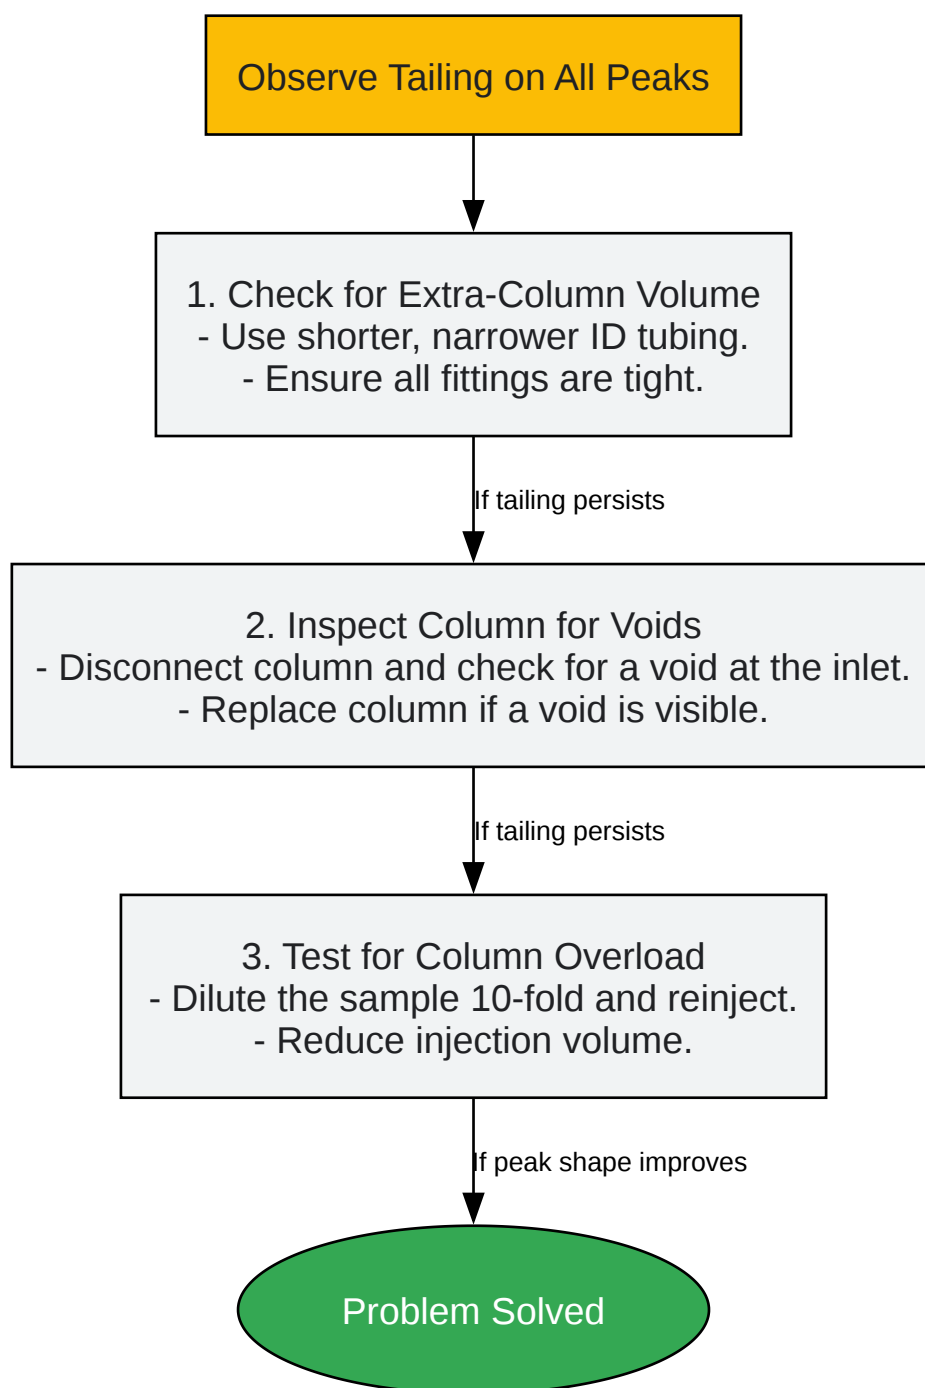 Observe Tailing on All Peaks
1. Check for Extra-Column Volume
- Use shorter, narrower ID tubing.
- Ensure all fittings are tight.
If tailing persists
2. Inspect Column for Voids
- Disconnect column and check for a void at the inlet.
- Replace column if a void is visible.
If tailing persists
3. Test for Column Overload
- Dilute the sample 10-fold and reinject.
- Reduce injection volume.
If peak shape improves
Problem Solved